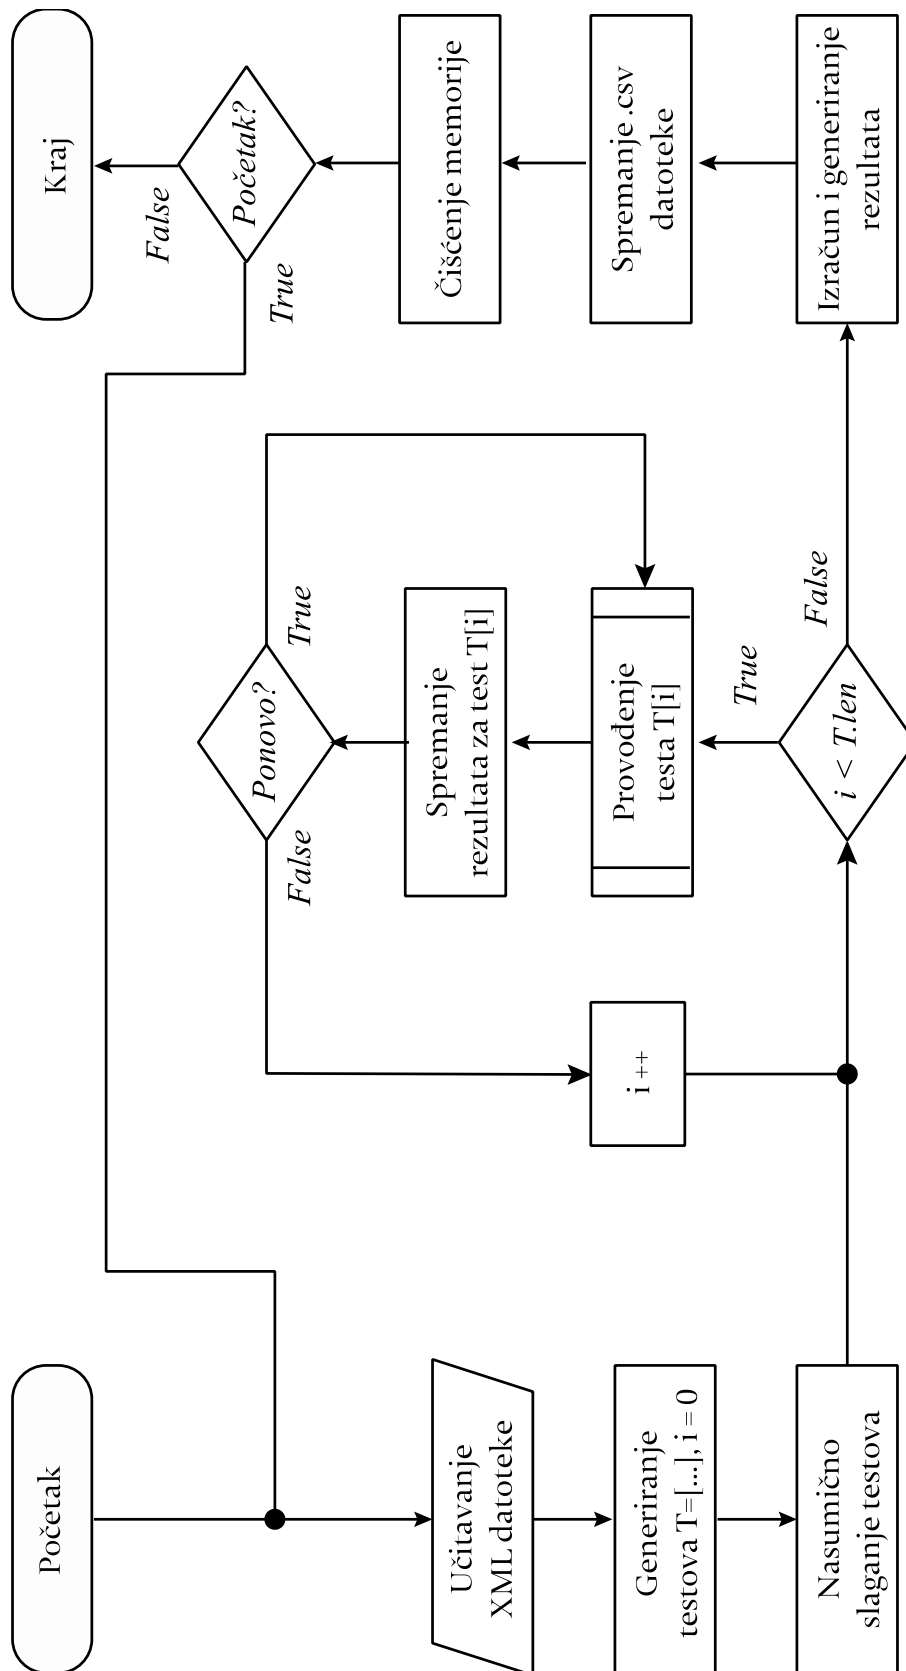 Početak
Učitavanje
XML datoteke
Generiranje
testova T=[...], i = 0
Nasumično
slaganje testova
i ++
Ponovo?
False
True
Spremanje
rezultata za test T[i]
Provođenje
testa T[i]
True
i < T.len
False
Kraj
False
Početak?
True
Čišćenje memorije
Spremanje .csv
datoteke
Izračun i generiranje
rezultata